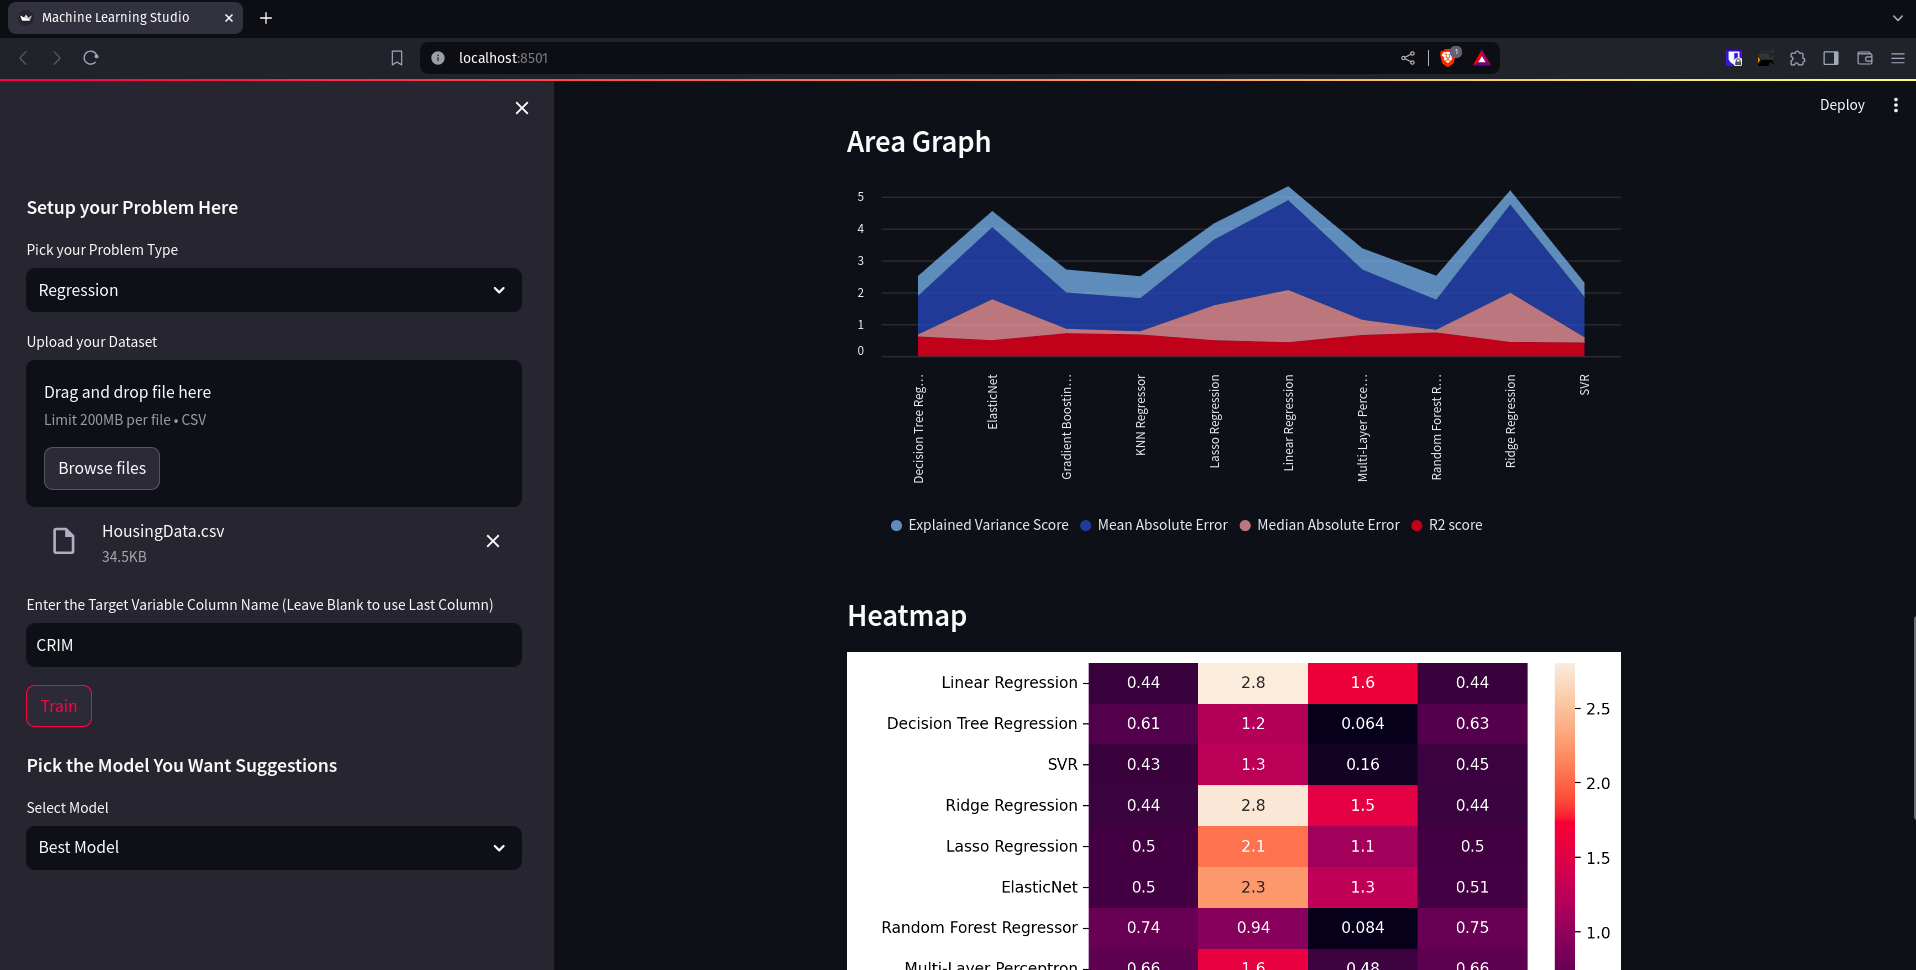 Machine Learning Studio
localhost:8501
1
Deploy
Setup your Problem Here
Pick your Problem Type
Regression
Upload your Dataset
Drag and drop file here
Limit 200MB per file • CSV
Browse files
HousingData.csv
34.5KB
Enter the Target Variable Column Name (Leave Blank to use Last Column)
CRIM
Train
Pick the Model You Want Suggestions
Select Model
Best Model
Area Graph
5
4
3
2
1
0
Decision Tree Reg…
ElasticNet
Gradient Boostin…
KNN Regressor
Lasso Regression
Linear Regression
Multi-Layer Perce…
Random Forest R…
Ridge Regression
SVR
Explained Variance Score Mean Absolute Error Median Absolute Error R2 score
Heatmap
Linear Regression 0.44 2.8 1.6 0.44
Decision Tree Regression 0.61 1.2 0.064 0.63
SVR 0.43 1.3 0.16 0.45
Ridge Regression 0.44 2.8 1.5 0.44
Lasso Regression 0.5 2.1 1.1 0.5
ElasticNet 0.5 2.3 1.3 0.51
Random Forest Regressor 0.74 0.94 0.084 0.75
Multi-Layer Perceptron 0.66 1.6 0.48 0.66
2.5
2.0
1.5
1.0